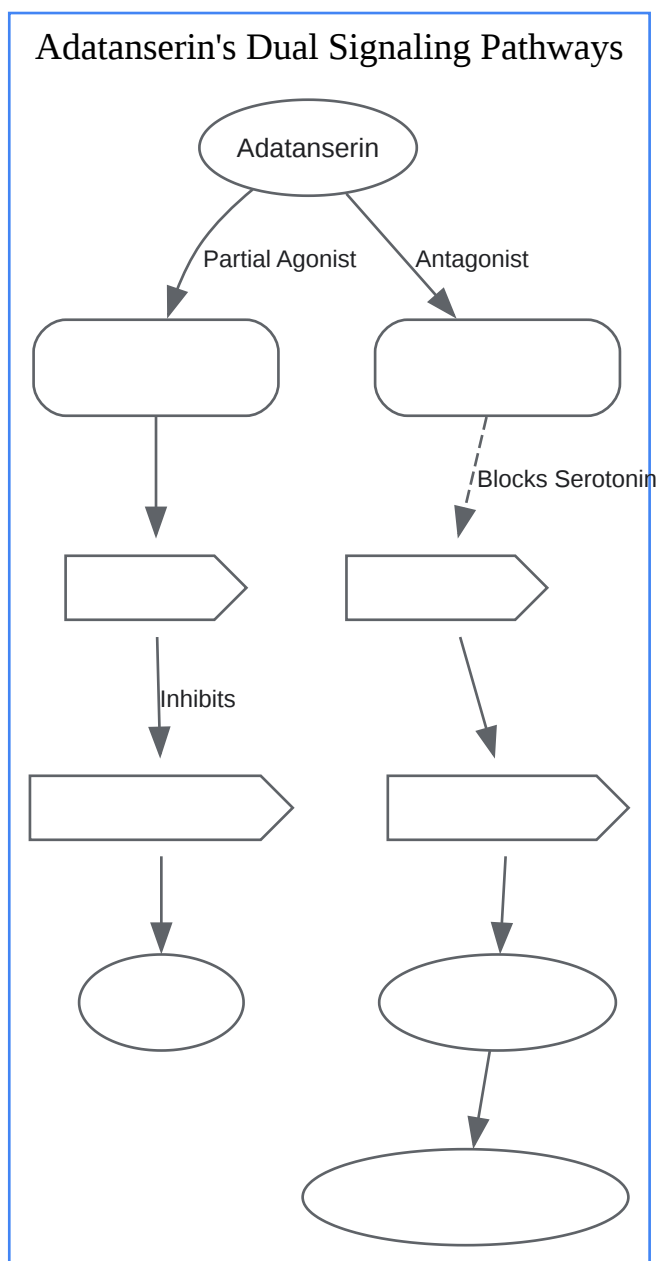 Adatanserin's Dual Signaling Pathways
Adatanserin
Partial Agonist
Antagonist
Blocks Serotonin
Inhibits